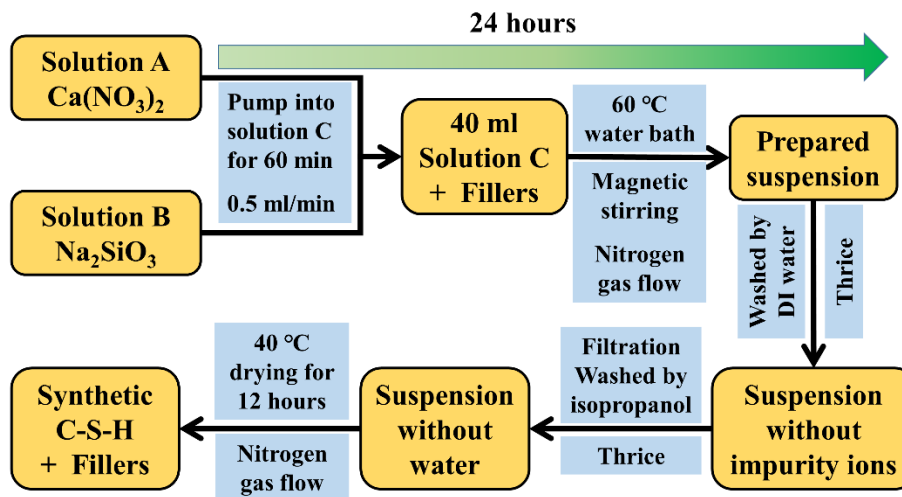 24 hours
Solution A
Ca(NO₃)₂
Pump into
solution C
for 60 min
0.5 ml/min
Solution B
Na₂SiO₃
40 ml
Solution C
+ Fillers
60 ℃
water bath
Magnetic
stirring
Nitrogen
gas flow
Prepared
suspension
Washed by
DI water
Thrice
Suspension
without
impurity ions
Filtration
Washed by
isopropanol
Thrice
Suspension
without
water
40 ℃
drying for
12 hours
Nitrogen
gas flow
Synthetic
C-S-H
+ Fillers